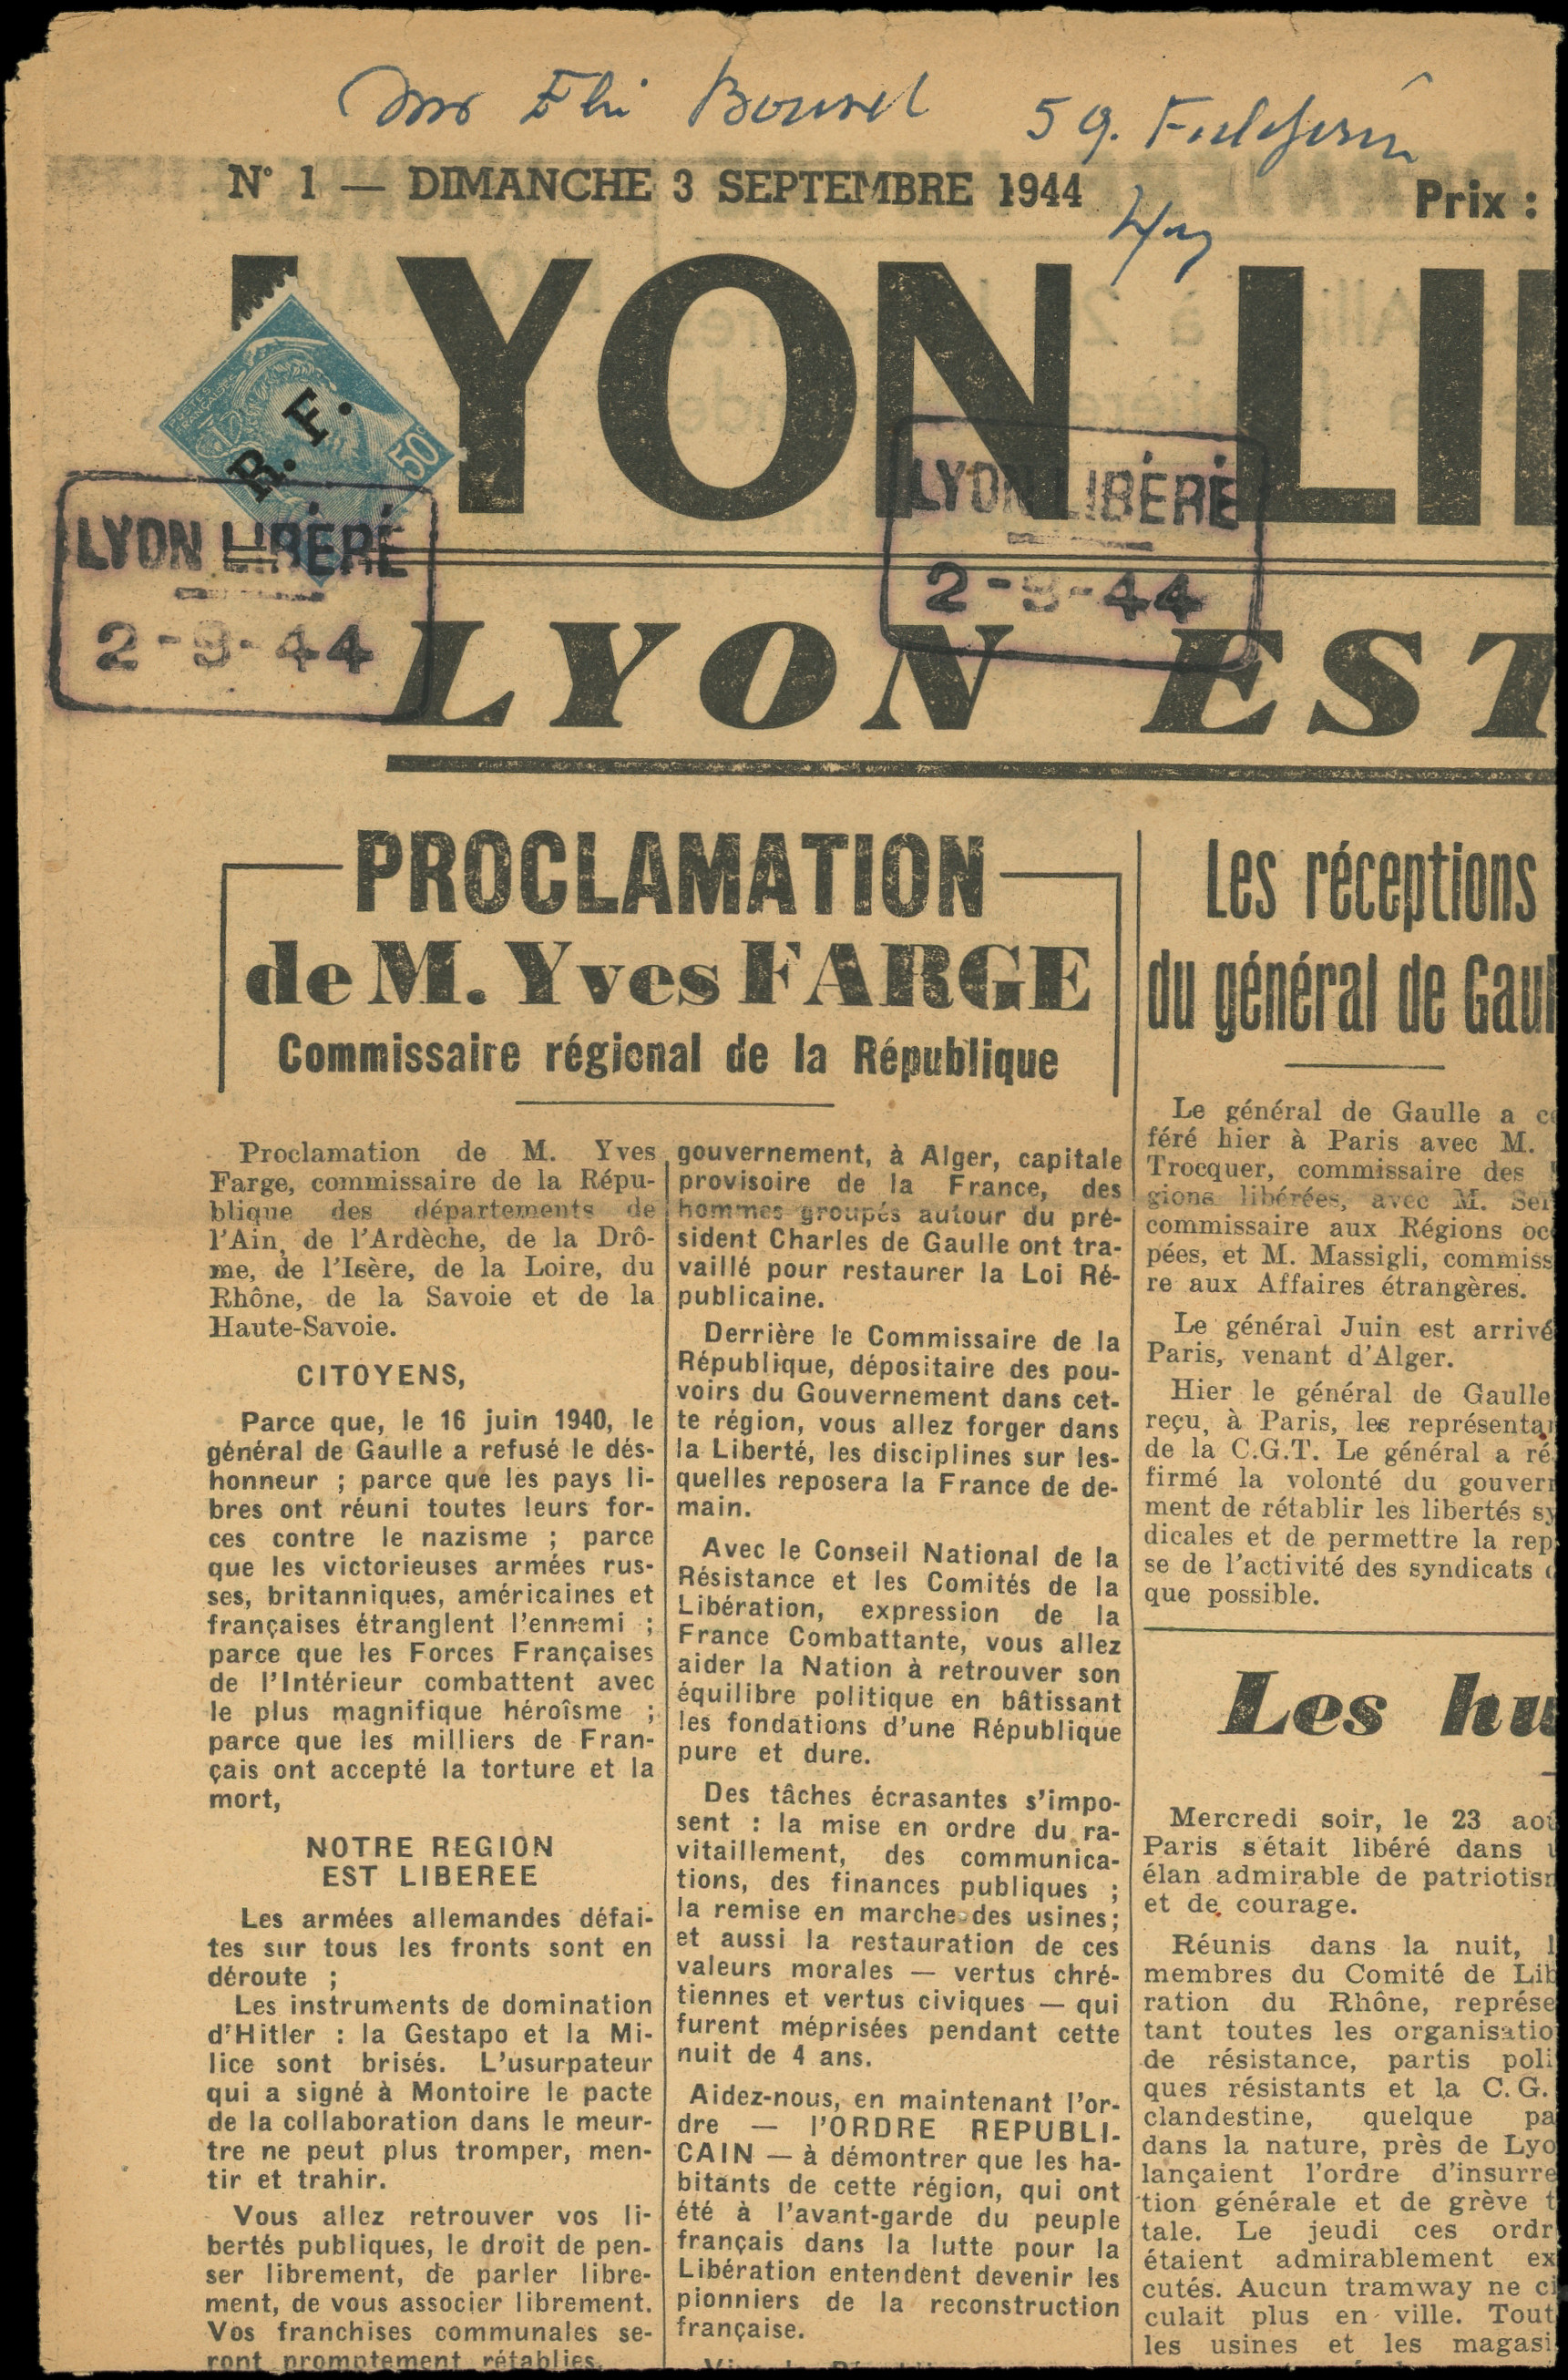 Bousel 59.
N° 1 — DIMANCHE 3 SEPTEMBRE 1944
Prix :
YON LI
POSTES
FRANÇAISES
R. F.
50c
LYON LIBÉRÉ
2-9-44
LYON LIBÉRÉ
2-9-44
LYON EST
PROCLAMATION
de M. Yves FARGE
Commissaire régional de la République
Proclamation de M. Yves
Farge, commissaire de la Répu-
blique des départements de
l'Ain, de l'Ardèche, de la Drô-
me, de l'Isère, de la Loire, du
Rhône, de la Savoie et de la
Haute-Savoie.
CITOYENS,
Parce que, le 16 juin 1940, le
général de Gaulle a refusé le dés-
honneur ; parce que les pays li-
bres ont réuni toutes leurs for-
ces contre le nazisme ; parce
que les victorieuses armées rus-
ses, britanniques, américaines et
françaises étranglent l'ennemi ;
parce que les Forces Françaises
de l'Intérieur combattent avec
le plus magnifique héroîsme ;
parce que les milliers de Fran-
çais ont accepté la torture et la
mort,
NOTRE REGION
EST LIBEREE
Les armées allemandes défai-
tes sur tous les fronts sont en
déroute ;
Les instruments de domination
d'Hitler : la Gestapo et la Mi-
lice sont brisés. L'usurpateur
qui a signé à Montoire le pacte
de la collaboration dans le meur-
tre ne peut plus tromper, men-
tir et trahir.
Vous allez retrouver vos li-
bertés publiques, le droit de pen-
ser librement, de parler libre-
ment, de vous associer librement.
Vos franchises communales se-
ront promptement rétablies.
gouvernement, à Alger, capitale
provisoire de la France, des
hommes groupés autour du pré-
sident Charles de Gaulle ont tra-
vaillé pour restaurer la Loi Ré-
publicaine.
Derrière le Commissaire de la
République, dépositaire des pou-
voirs du Gouvernement dans cet-
te région, vous allez forger dans
la Liberté, les disciplines sur les-
quelles reposera la France de de-
main.
Avec le Conseil National de la
Résistance et les Comités de la
Libération, expression de la
France Combattante, vous allez
aider la Nation à retrouver son
équilibre politique en bâtissant
les fondations d'une République
pure et dure.
Des tâches écrasantes s'impo-
sent : la mise en ordre du ra-
vitaillement, des communica-
tions, des finances publiques ;
la remise en marche des usines;
et aussi la restauration de ces
valeurs morales — vertus chré-
tiennes et vertus civiques — qui
furent méprisées pendant cette
nuit de 4 ans.
Aidez-nous, en maintenant l'or-
dre — l'ORDRE REPUBLI-
CAIN — à démontrer que les ha-
bitants de cette région, qui ont
été à l'avant-garde du peuple
français dans la lutte pour la
Libération entendent devenir les
pionniers de la reconstruction
française.
Les réceptions
du général de Gaul
Le général de Gaulle a c
féré hier à Paris avec M.
Trocquer, commissaire des
gions libérées, avec M.
commissaire aux Régions oc
pées, et M. Massigli, commiss
re aux Affaires étrangères.
Le général Juin est arrivé
Paris, venant d'Alger.
Hier le général de Gaulle
reçu, à Paris, les représentan
de la C.G.T. Le général a ré
firmé la volonté du gouver
ment de rétablir les libertés sy
dicales et de permettre la rep
se de l'activité des syndicats
que possible.
Les hu
Mercredi soir, le 23 aoû
Paris s'était libéré dans
élan admirable de patriotis
et de courage.
Réunis dans la nuit, l
membres du Comité de Lib
ration du Rhône, représe
tant toutes les organisatio
de résistance, partis poli
ques résistants et la C.G.
clandestine, quelque pa
dans la nature, près de Lyo
lançaient l'ordre d'insurre
tion générale et de grève t
tale. Le jeudi ces ordr
étaient admirablement ex
cutés. Aucun tramway ne ci
culait plus en ville. Tout
les usines et les magasi